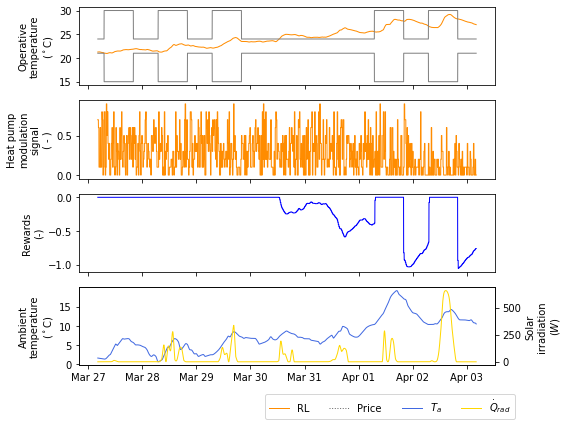 Operative
temperature
(°C)
30
25
20
15
Heat pump
modulation
signal
( - )
0.5
0.0
Rewards
(-)
0.0
−0.5
−1.0
Ambient
temperature
(°C)
15
10
5
0
500
250
0
Solar
irradiation
(W)
Mar 27 Mar 28 Mar 29 Mar 30 Mar 31 Apr 01 Apr 02 Apr 03
RL Price T_a Q̇_rad